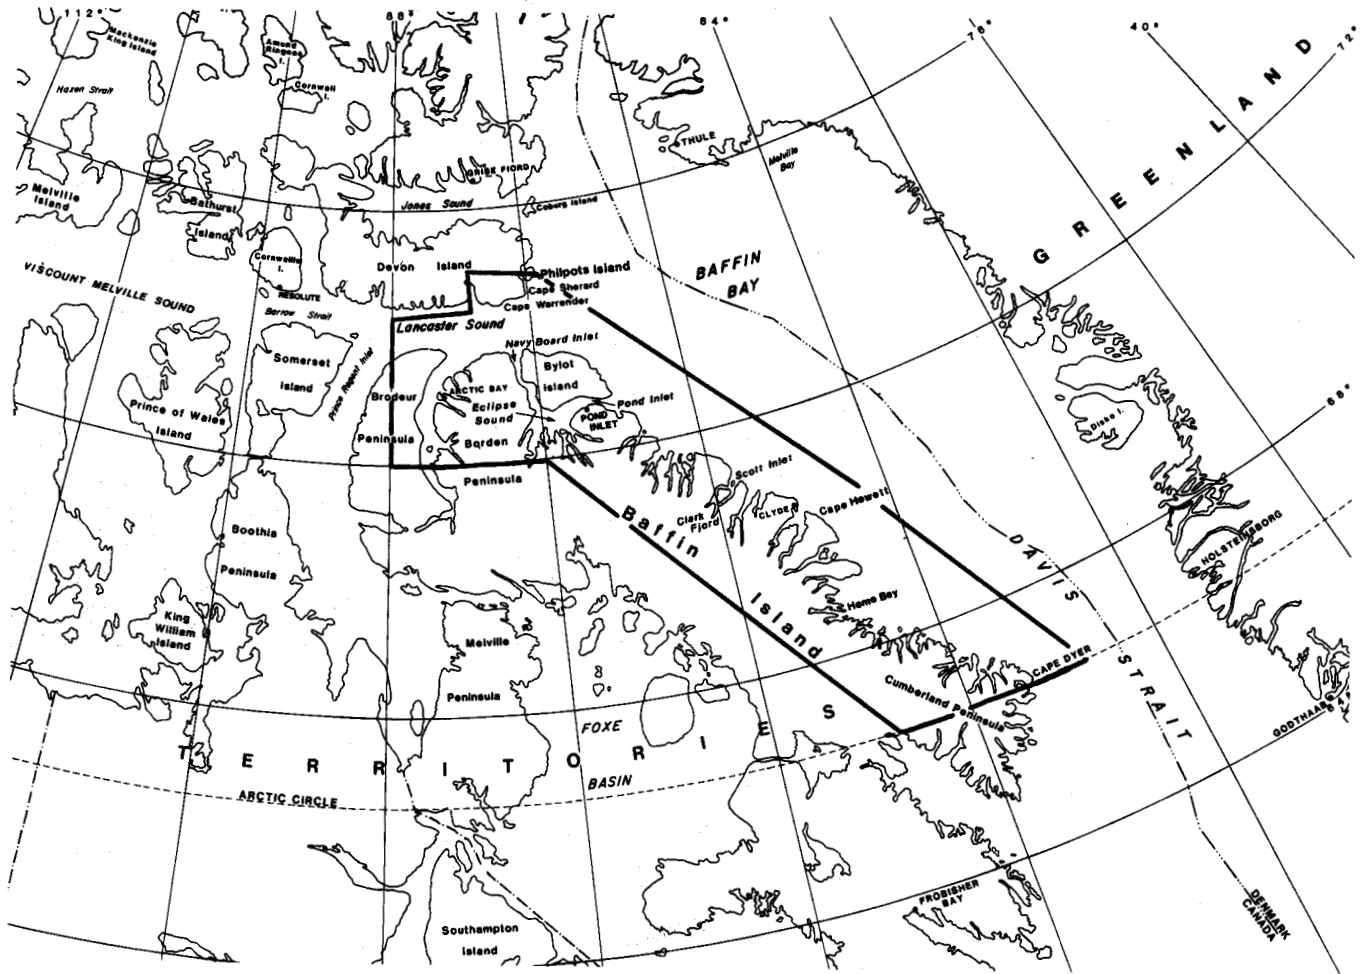 112°
88°
64°
76°
40°
72°
Mackenzie
King Island
Amund
Ringnes
I.
Cornwall
I.
Hazen Strait
THULE
Melville
Bay
GREENLAND
GRISE FIORD
Melville
Island
Bathurst
Island
Jones Sound
Coburg Island
Cornwallis
I.
Devon Island
Philpots Island
BAFFIN
BAY
VISCOUNT MELVILLE SOUND
RESOLUTE
Cape Sherard
Cape Warrender
Barrow Strait
Lancaster Sound
Somerset
Island
Prince Regent Inlet
Navy Board Inlet
Bylot
Island
Brodeur
Peninsula
ARCTIC BAY
Eclipse
Sound
Pond Inlet
POND
INLET
Prince of Wales
Island
Borden
Peninsula
Disko I.
68°
Scott Inlet
Clark
Fjord
CLYDE
Cape Hewett
Baffin
Island
Boothia
Peninsula
DAVIS
STRAIT
HOLSTEINSBORG
Home Bay
King
William
Island
Melville
Peninsula
CAPE DYER
Cumberland Peninsula
FOXE
BASIN
TERRITORIES
GODTHAAB
ARCTIC CIRCLE
FROBISHER
BAY
DENMARK
CANADA
Southampton
Island